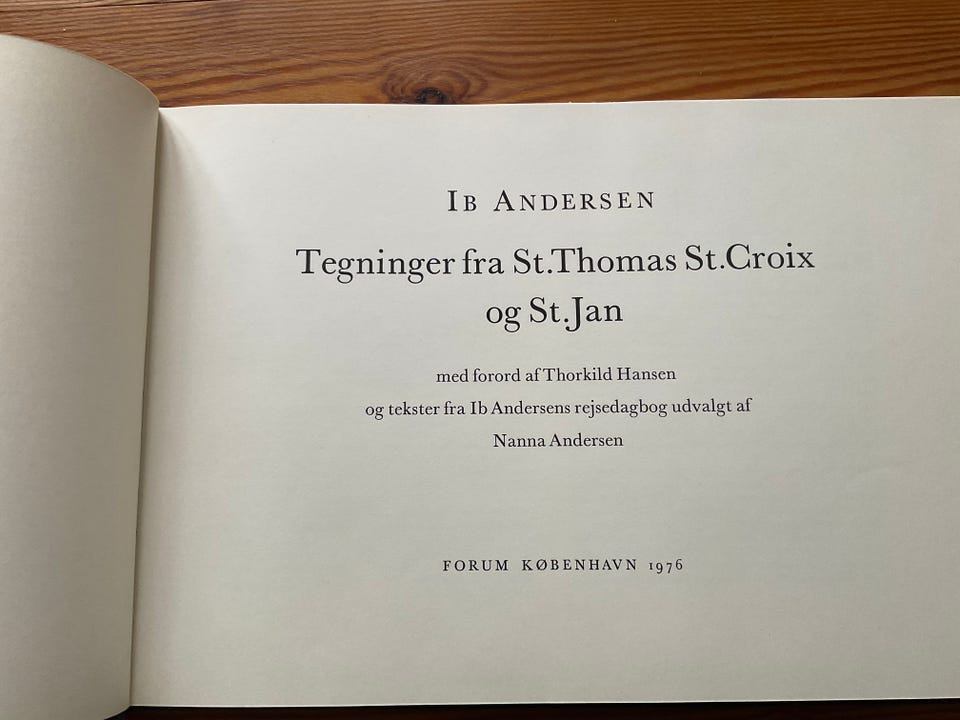 Ib Andersen
Tegninger fra St.Thomas St.Croix
og St.Jan
med forord af Thorkild Hansen
og tekster fra Ib Andersens rejsedagbog udvalgt af
Nanna Andersen
FORUM KØBENHAVN 1976